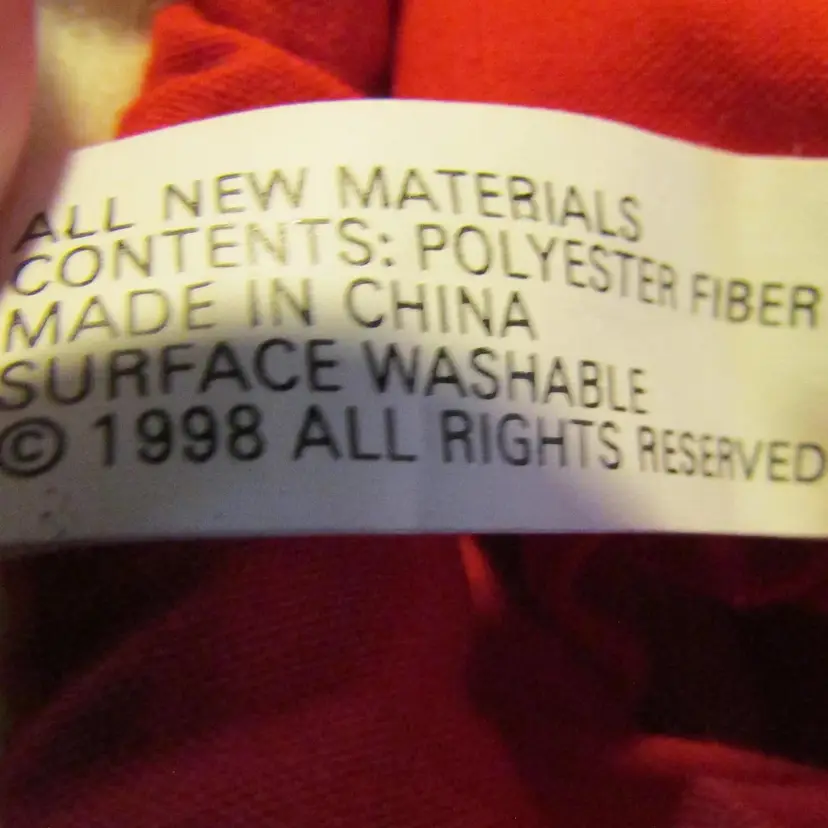 ALL NEW MATERIALS
CONTENTS: POLYESTER FIBER
MADE IN CHINA
SURFACE WASHABLE
© 1998 ALL RIGHTS RESERVED